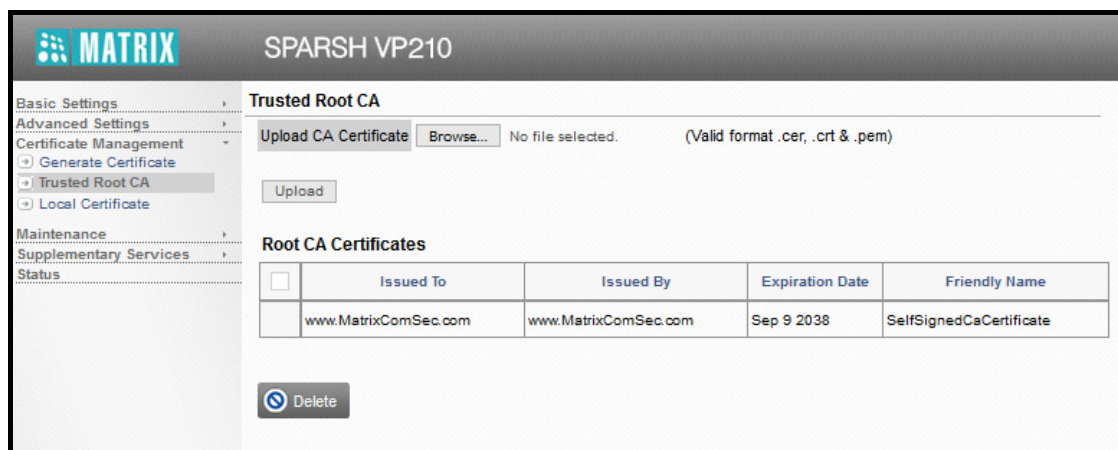 MATRIX
SPARSH VP210
Basic Settings
Advanced Settings
Certificate Management
Generate Certificate
Trusted Root CA
Local Certificate
Maintenance
Supplementary Services
Status
Trusted Root CA
Upload CA Certificate Browse... No file selected. (Valid format .cer, .crt & .pem)
Upload
Root CA Certificates
Issued To Issued By Expiration Date Friendly Name
www.MatrixComSec.com www.MatrixComSec.com Sep 9 2038 SelfSignedCaCertificate
Delete